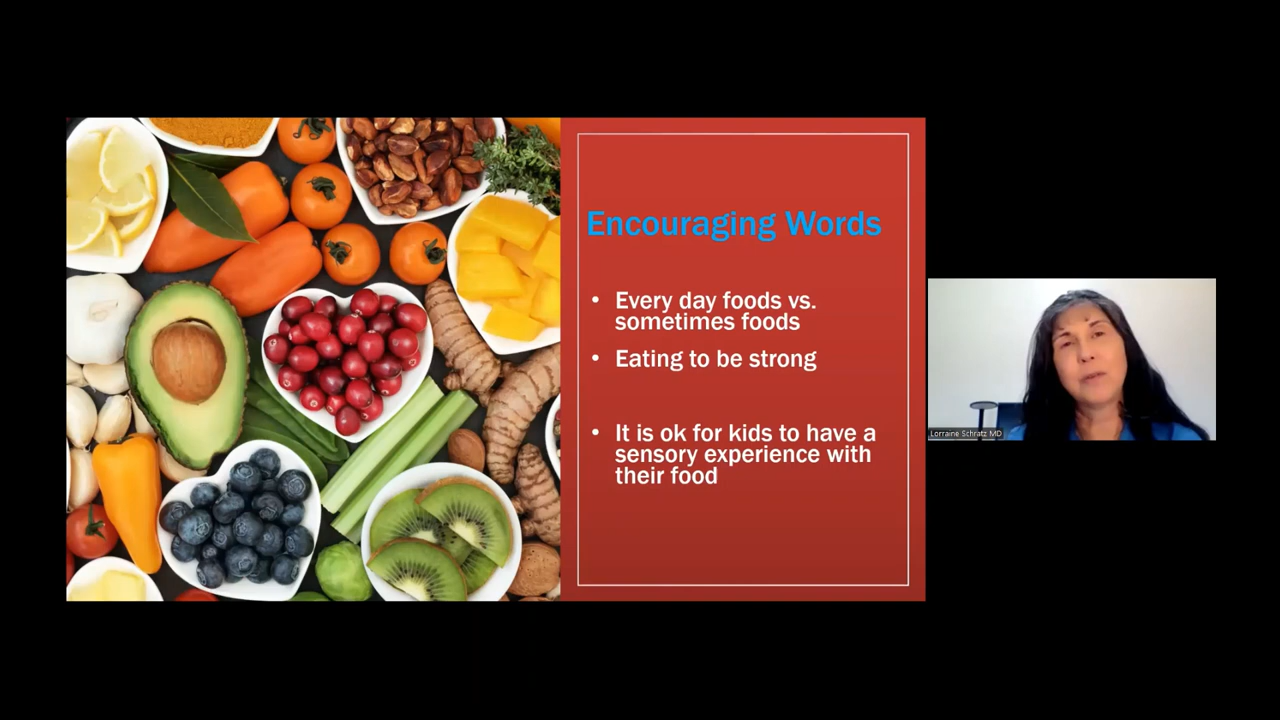 Encouraging Words
• Every day foods vs.
sometimes foods
• Eating to be strong
• It is ok for kids to have a
sensory experience with
their food
Lorraine Schratz MD